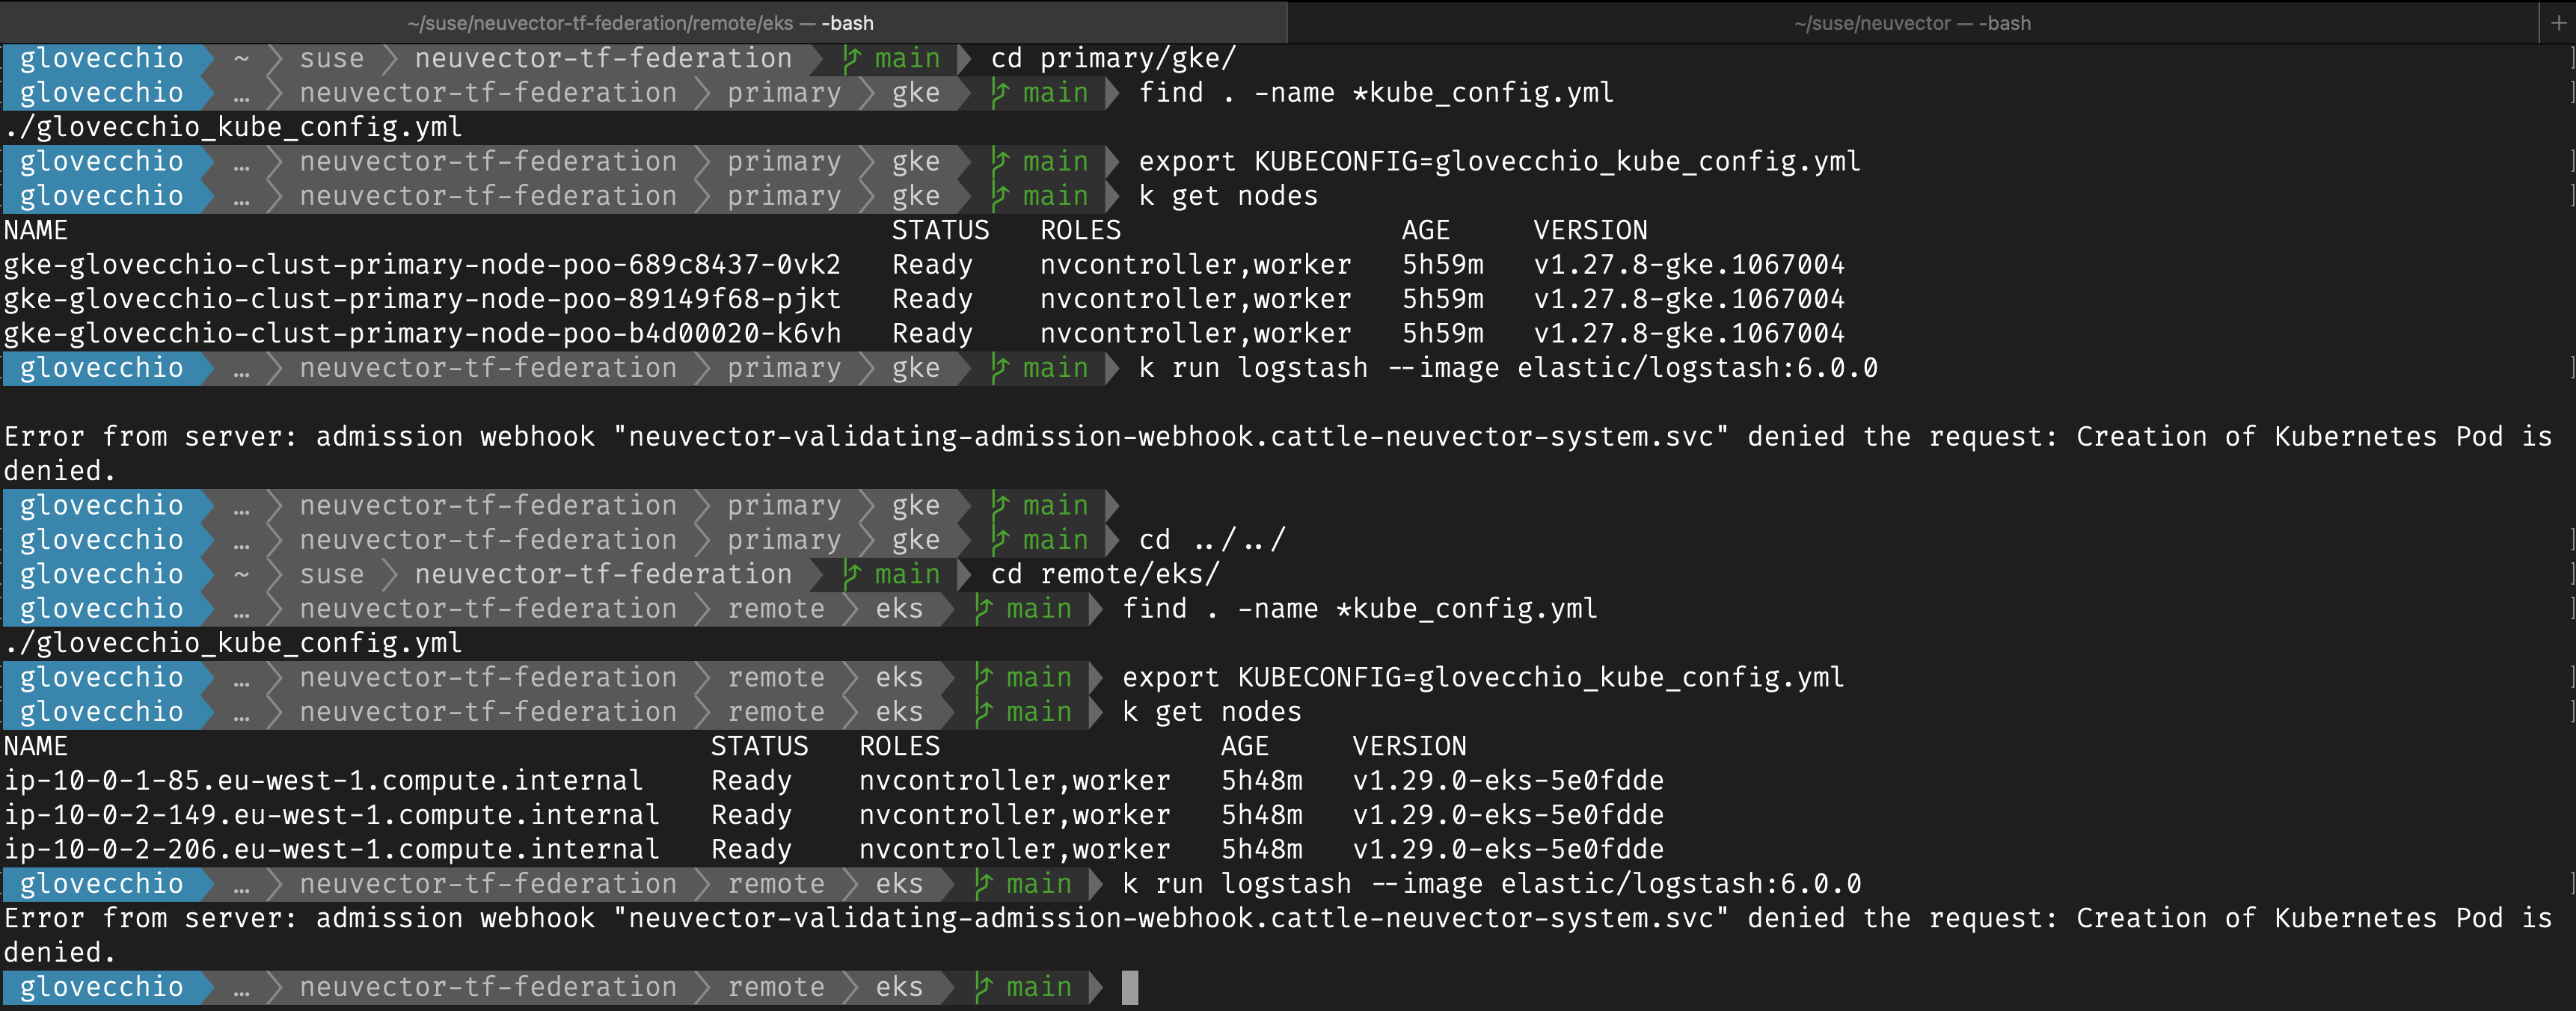 ~/suse/neuvector-tf-federation/remote/eks — -bash ~/suse/neuvector — -bash +
glovecchio ~ suse neuvector-tf-federation main cd primary/gke/
glovecchio … neuvector-tf-federation primary gke main find . -name *kube_config.yml
./glovecchio_kube_config.yml
glovecchio … neuvector-tf-federation primary gke main export KUBECONFIG=glovecchio_kube_config.yml
glovecchio … neuvector-tf-federation primary gke main k get nodes
NAME STATUS ROLES AGE VERSION
gke-glovecchio-clust-primary-node-poo-689c8437-0vk2 Ready nvcontroller,worker 5h59m v1.27.8-gke.1067004
gke-glovecchio-clust-primary-node-poo-89149f68-pjkt Ready nvcontroller,worker 5h59m v1.27.8-gke.1067004
gke-glovecchio-clust-primary-node-poo-b4d00020-k6vh Ready nvcontroller,worker 5h59m v1.27.8-gke.1067004
glovecchio … neuvector-tf-federation primary gke main k run logstash --image elastic/logstash:6.0.0
Error from server: admission webhook "neuvector-validating-admission-webhook.cattle-neuvector-system.svc" denied the request: Creation of Kubernetes Pod is
denied.
glovecchio … neuvector-tf-federation primary gke main
glovecchio … neuvector-tf-federation primary gke main cd ../../
glovecchio ~ suse neuvector-tf-federation main cd remote/eks/
glovecchio … neuvector-tf-federation remote eks main find . -name *kube_config.yml
./glovecchio_kube_config.yml
glovecchio … neuvector-tf-federation remote eks main export KUBECONFIG=glovecchio_kube_config.yml
glovecchio … neuvector-tf-federation remote eks main k get nodes
NAME STATUS ROLES AGE VERSION
ip-10-0-1-85.eu-west-1.compute.internal Ready nvcontroller,worker 5h48m v1.29.0-eks-5e0fdde
ip-10-0-2-149.eu-west-1.compute.internal Ready nvcontroller,worker 5h48m v1.29.0-eks-5e0fdde
ip-10-0-2-206.eu-west-1.compute.internal Ready nvcontroller,worker 5h48m v1.29.0-eks-5e0fdde
glovecchio … neuvector-tf-federation remote eks main k run logstash --image elastic/logstash:6.0.0
Error from server: admission webhook "neuvector-validating-admission-webhook.cattle-neuvector-system.svc" denied the request: Creation of Kubernetes Pod is
denied.
glovecchio … neuvector-tf-federation remote eks main